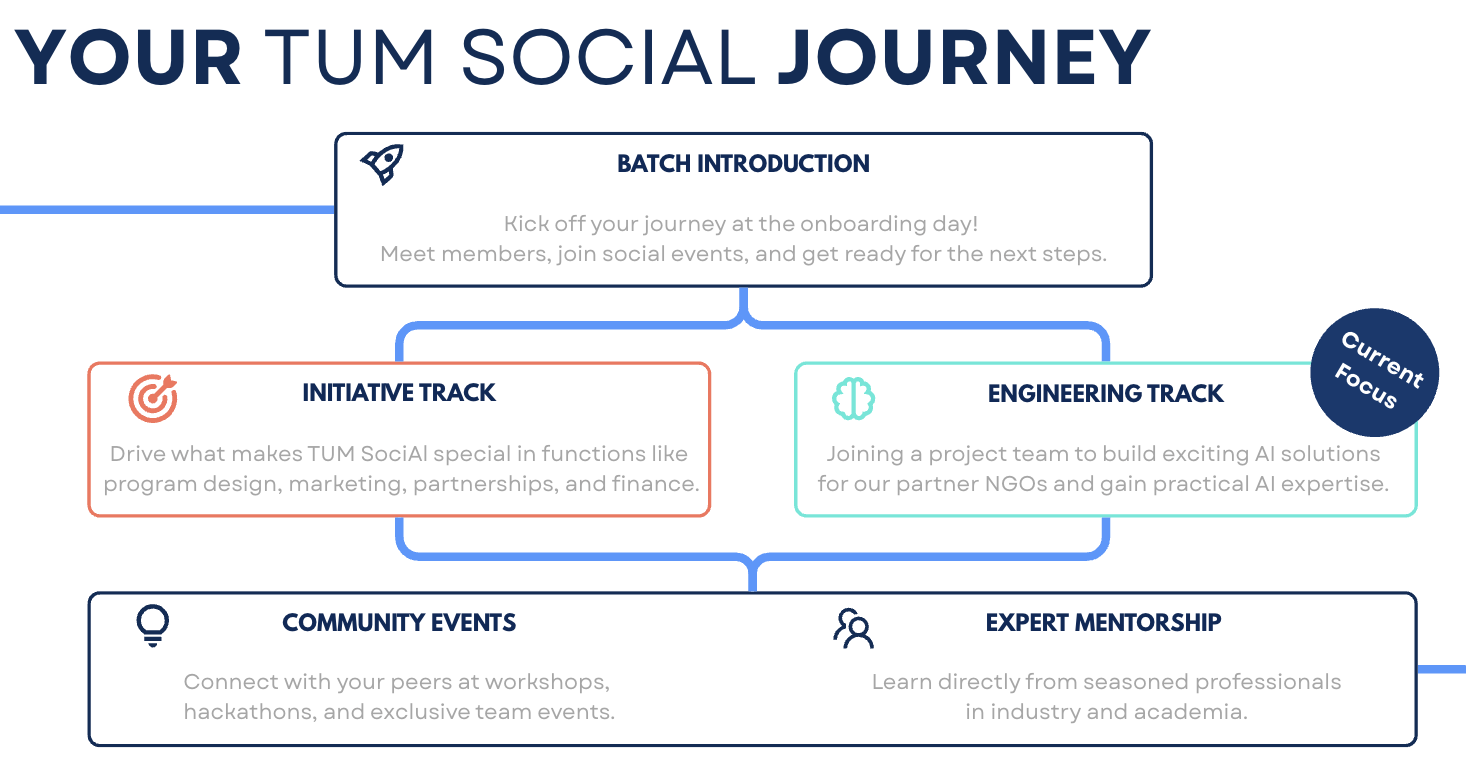 YOUR TUM SOCIAL JOURNEY
BATCH INTRODUCTION
Kick off your journey at the onboarding day!
Meet members, join social events, and get ready for the next steps.
Current
Focus
INITIATIVE TRACK
Drive what makes TUM SociAI special in functions like
program design, marketing, partnerships, and finance.
ENGINEERING TRACK
Joining a project team to build exciting AI solutions
for our partner NGOs and gain practical AI expertise.
COMMUNITY EVENTS
Connect with your peers at workshops,
hackathons, and exclusive team events.
EXPERT MENTORSHIP
Learn directly from seasoned professionals
in industry and academia.